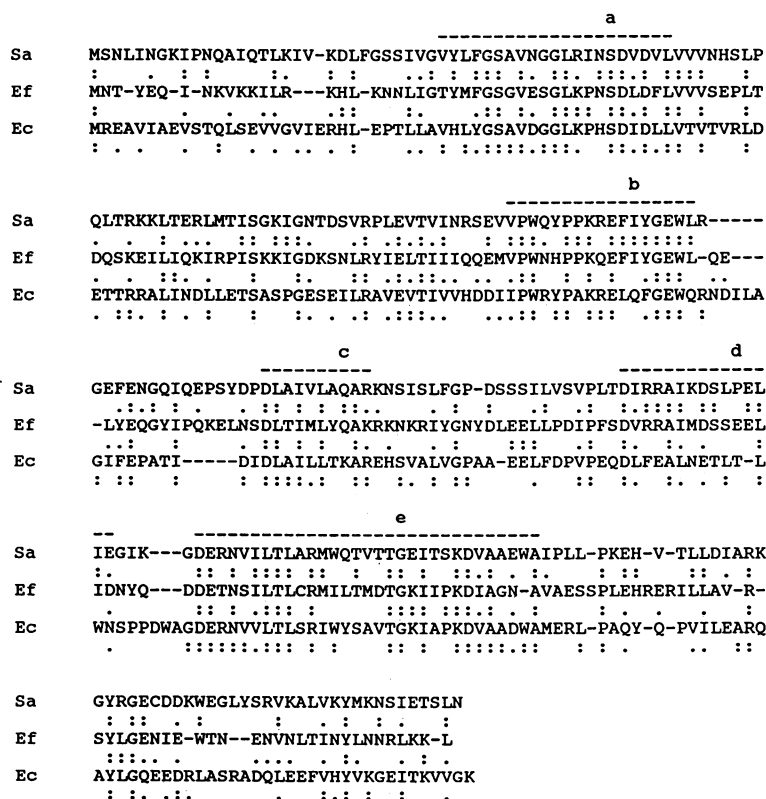 a
Sa MSNLINGKIPNQAIQTLKIV-KDLFGSSIVGVYLFGSAVNGGLRINSDVDVLVVVNHSLP
Ef MNT-YEQ-I-NKVKKILR---KHL-KNNLIGTYMFGSGVESGLKPNSDLDFLVVVSEPLT
Ec MREAVIAEVSTQLSEVVGVIERHL-EPTLLAVHLYGSAVDGGLKPHSDIDLLVTVTVRLD
b
Sa QLTRKKLTERLMTISGKIGNTDSVRPLEVTVINRSEVVPWQYPPKREFIYGEWLR-----
Ef DQSKEILIQKIRPISKKIGDKSNLRYIELTIIIQQEMVPWNHPPKQEFIYGEWL-QE---
Ec ETTRRALINDLLETSASPGESEILRAVEVTIVVHDDIIPWRYPAKRELQFGEWQRNDILA
c
d
Sa GEFENGQIQEPSYDPDLAIVLAQARKNSISLFGP-DSSSILVSVPLTDIRRAIKDSLPEL
Ef -LYEQGYIPQKELNSDLTIMLYQAKRKNKRIYGNYDLEELLPDIPFSDVRRAIMDSSEEL
Ec GIFEPATI-----DIDLAILLTKAREHSVALVGPAA-EELFDPVPEQDLFEALNETLT-L
e
Sa IEGIK---GDERNVILTLARMWQTVTTGEITSKDVAAEWAIPLL-PKEH-V-TLLDIARK
Ef IDNYQ---DDETNSILTLCRMILTMDTGKIIPKDIAGN-AVAESSPLEHRERILLAV-R-
Ec WNSPPDWAGDERNVVLTLSRIWYSAVTGKIAPKDVAADWAMERL-PAQY-Q-PVILEARQ
Sa GYRGECDDKWEGLYSRVKALVKYMKNSIETSLN
Ef SYLGENIE-WTN--ENVNLTINYLNNRLKK-L
Ec AYLGQEEDRLASRADQLEEFVHYVKGEITKVVGK